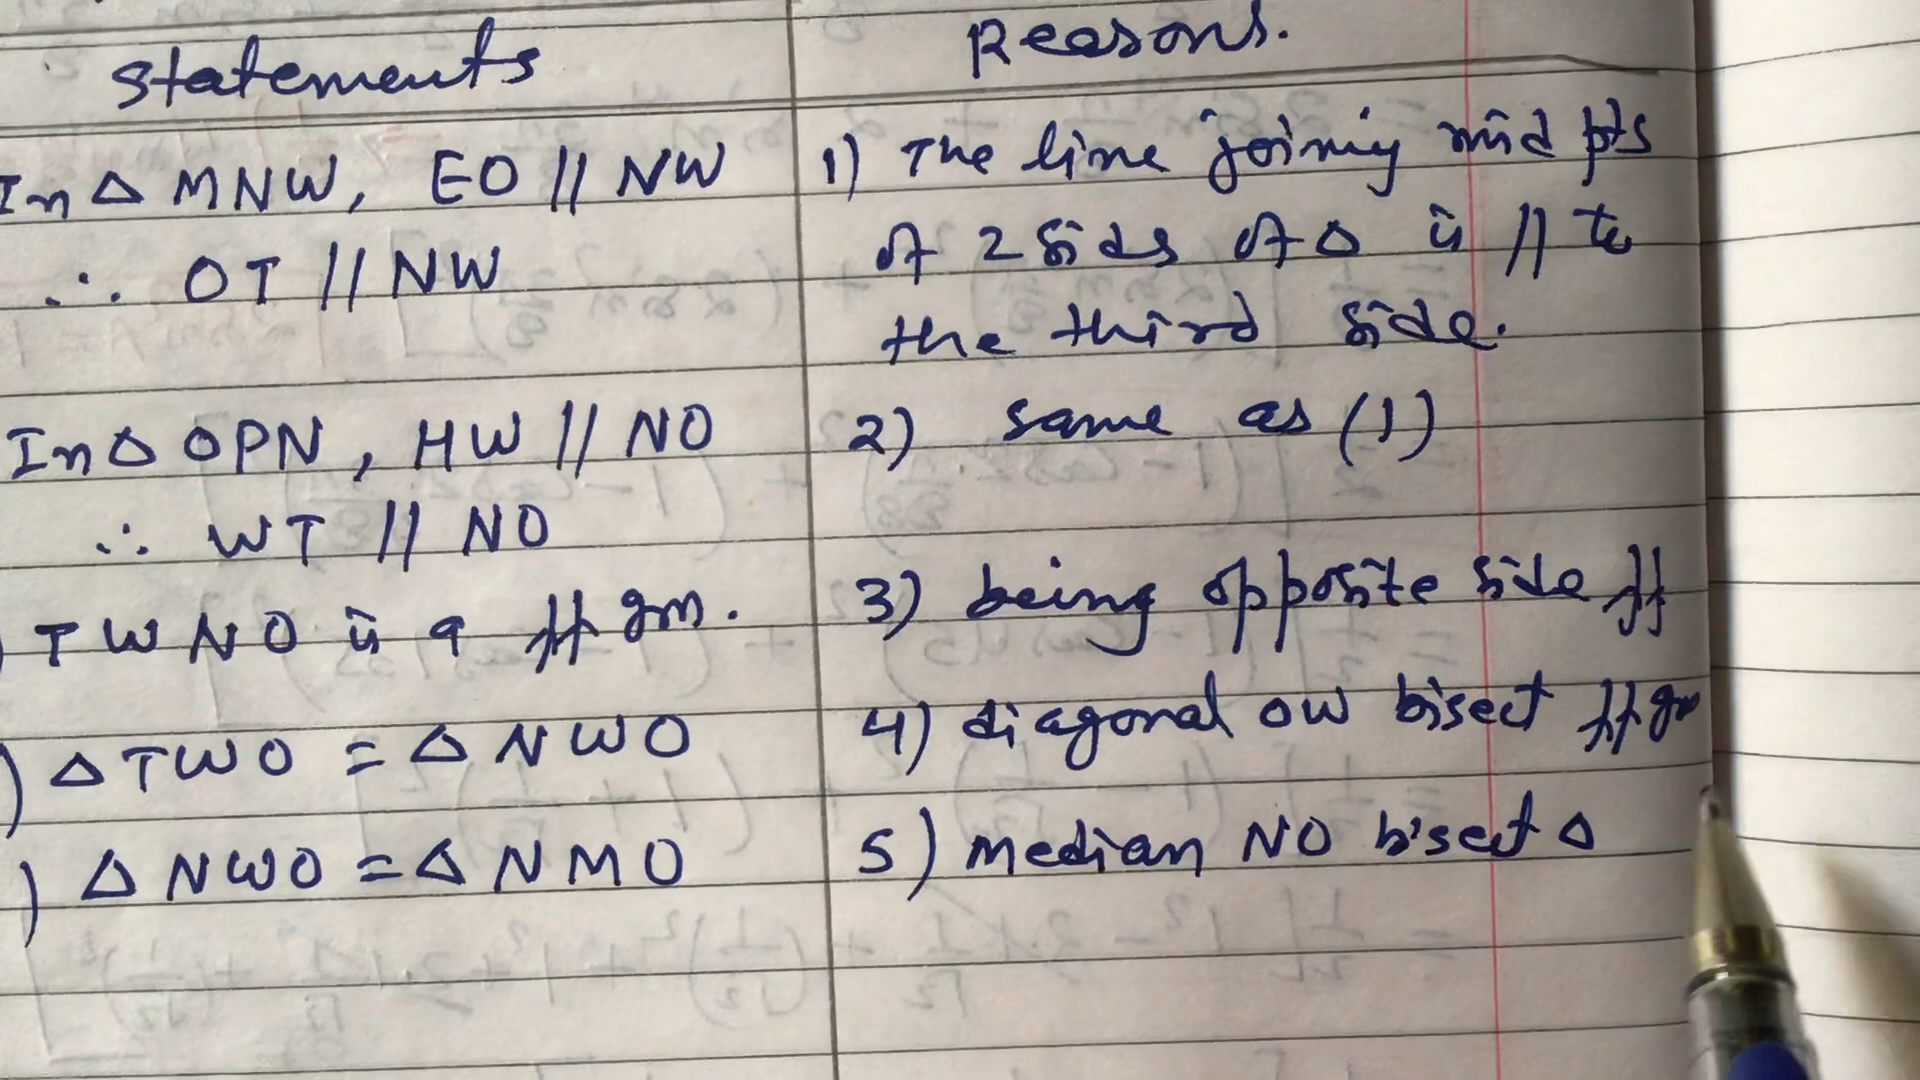 Statements
Reasons.
In △ MNW, EO // NW
1) The line joining mid pts
∴ OT // NW
of 2 sides of △ is // to
the third side.
In △ OPN, HW // NO
2) same as (1)
∴ WT // NO
) TWNO is a //gm.
3) being opposite side //
) △ TWO = △ NWO
4) diagonal OW bisect //gm
) △ NWO = △ NMO
5) median NO bisect △